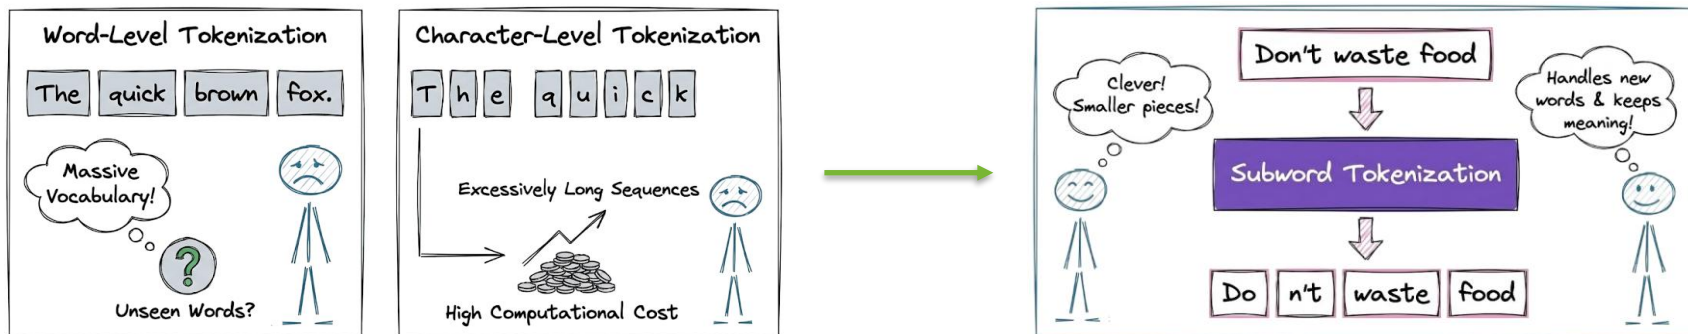 Word-Level Tokenization
The quick brown fox.
Massive
Vocabulary!
?
Unseen Words?
Character-Level Tokenization
T h e q u i c k
Excessively Long Sequences
High Computational Cost
Don't waste food
Clever!
Smaller pieces!
Handles new
words & keeps
meaning!
Subword Tokenization
Do n't waste food